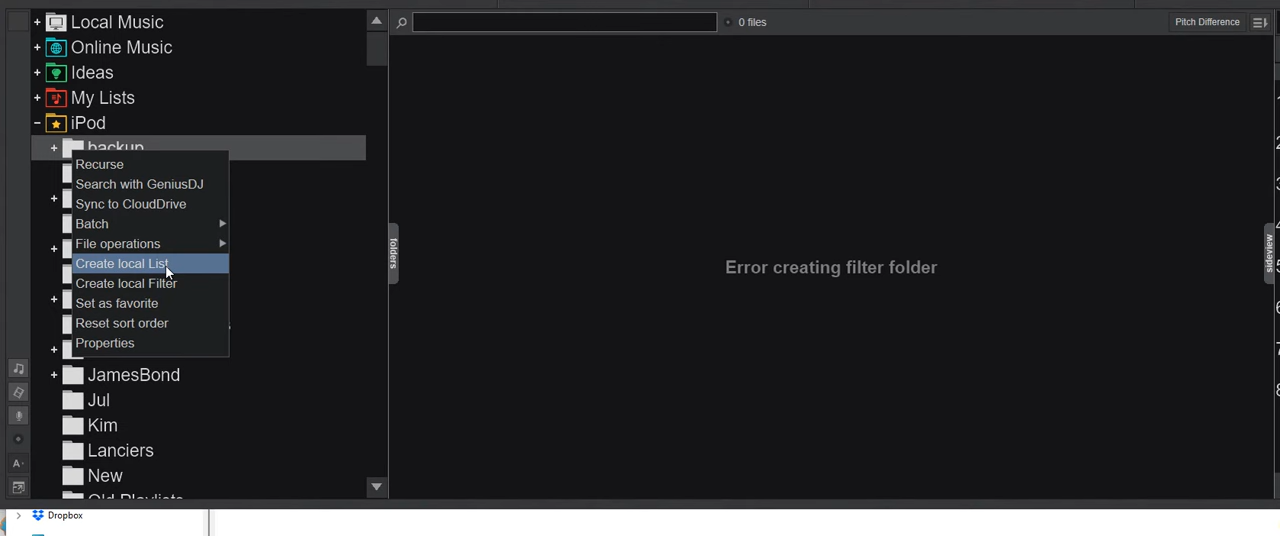 Local Music
0 files
Pitch Difference
Online Music
Ideas
My Lists
iPod
backup
Recurse
Search with GeniusDJ
Sync to CloudDrive
Batch
File operations
Create local List
Create local Filter
Set as favorite
Reset sort order
Properties
JamesBond
Jul
Kim
Lanciers
New
Old Playlists
folders
Error creating filter folder
sideview
A
Dropbox